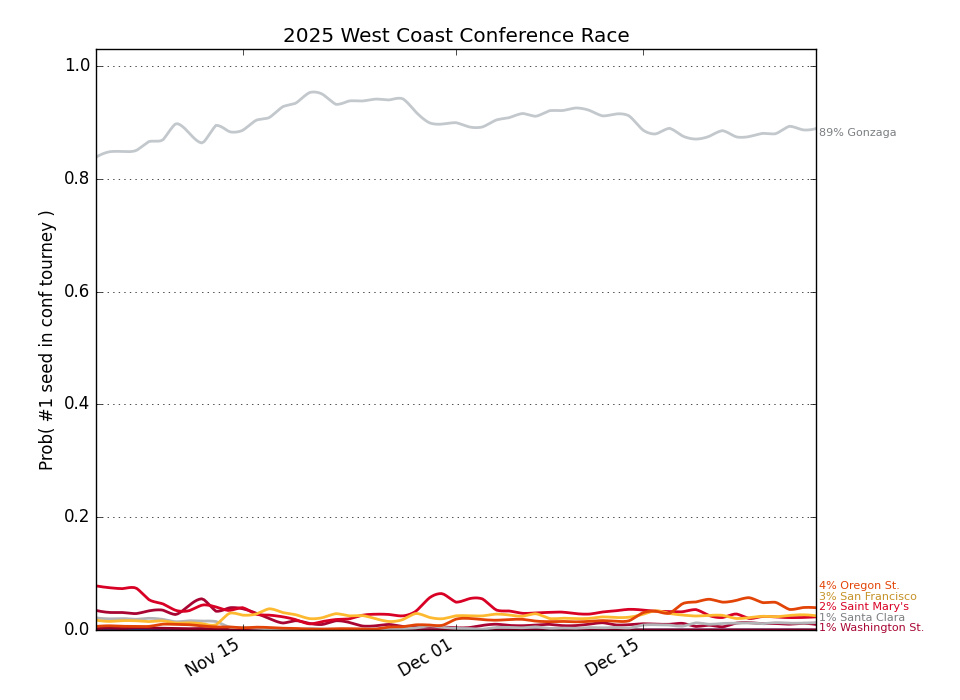 2025 West Coast Conference Race
Prob( #1 seed in conf tourney )
1.0
0.8
0.6
0.4
0.2
0.0
Nov 15
Dec 01
Dec 15
89% Gonzaga
4% Oregon St.
3% San Francisco
2% Saint Mary's
1% Santa Clara
1% Washington St.